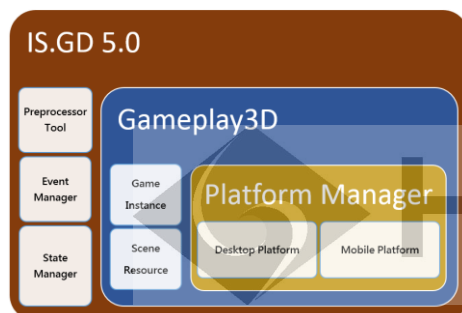 IS.GD 5.0
Preprocessor
Tool
Gameplay3D
Event
Manager
Game
Instance
Platform Manager
State
Manager
Scene
Resource
Desktop Platform
Mobile Platform